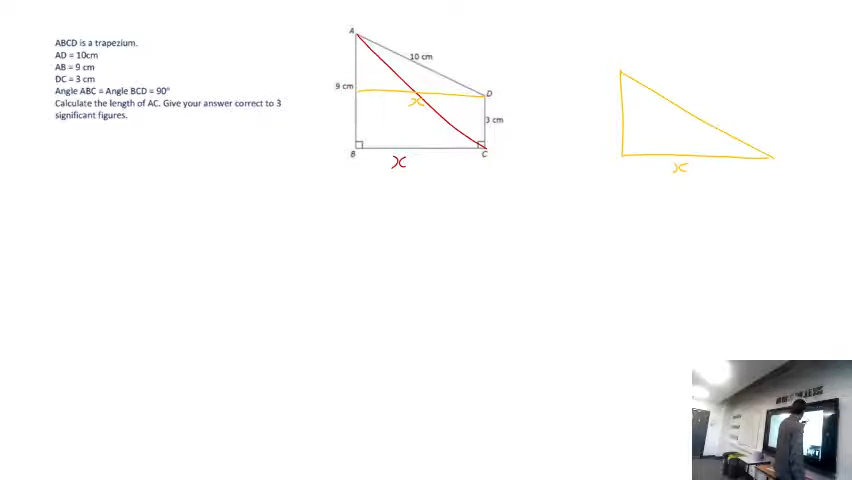 ABCD is a trapezium.
AD = 10cm
AB = 9 cm
DC = 3 cm
Angle ABC = Angle BCD = 90°
Calculate the length of AC. Give your answer correct to 3
significant figures.
A
10 cm
9 cm
D
x
3 cm
B
C
x
x